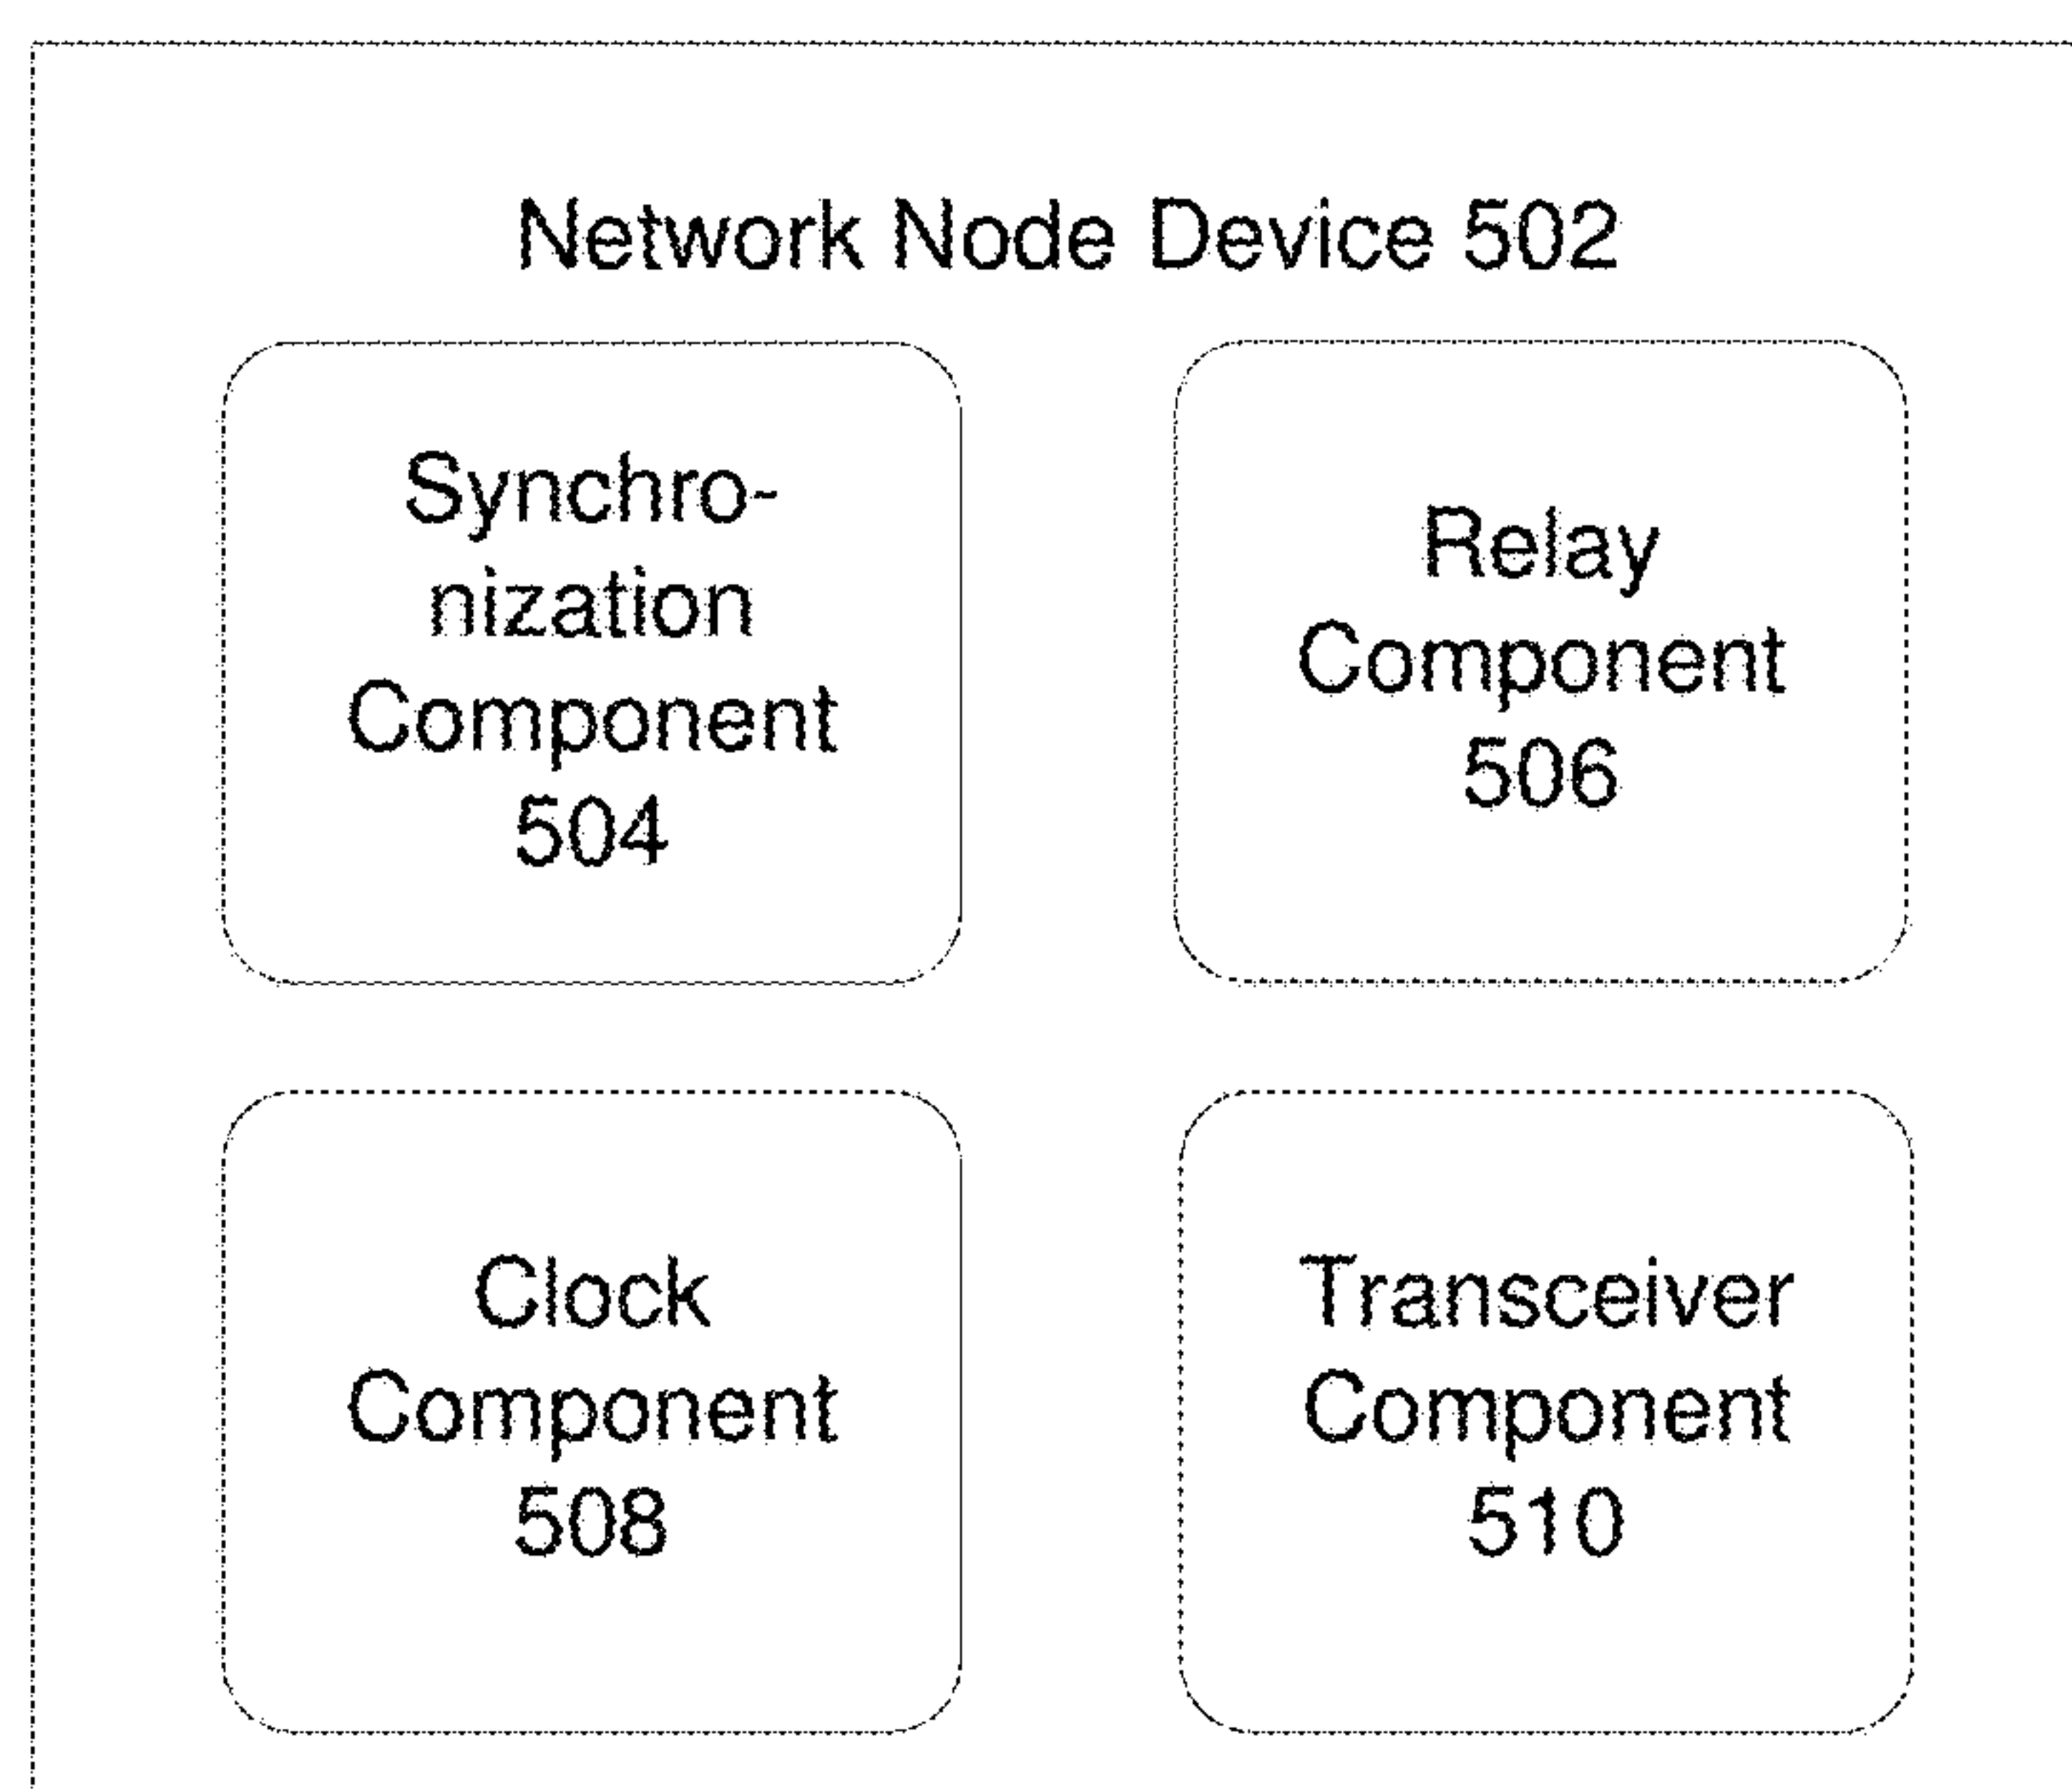 Network Node Device 502
Synchro-
nization
Component
504
Relay
Component
506
Clock
Component
508
Transceiver
Component
510